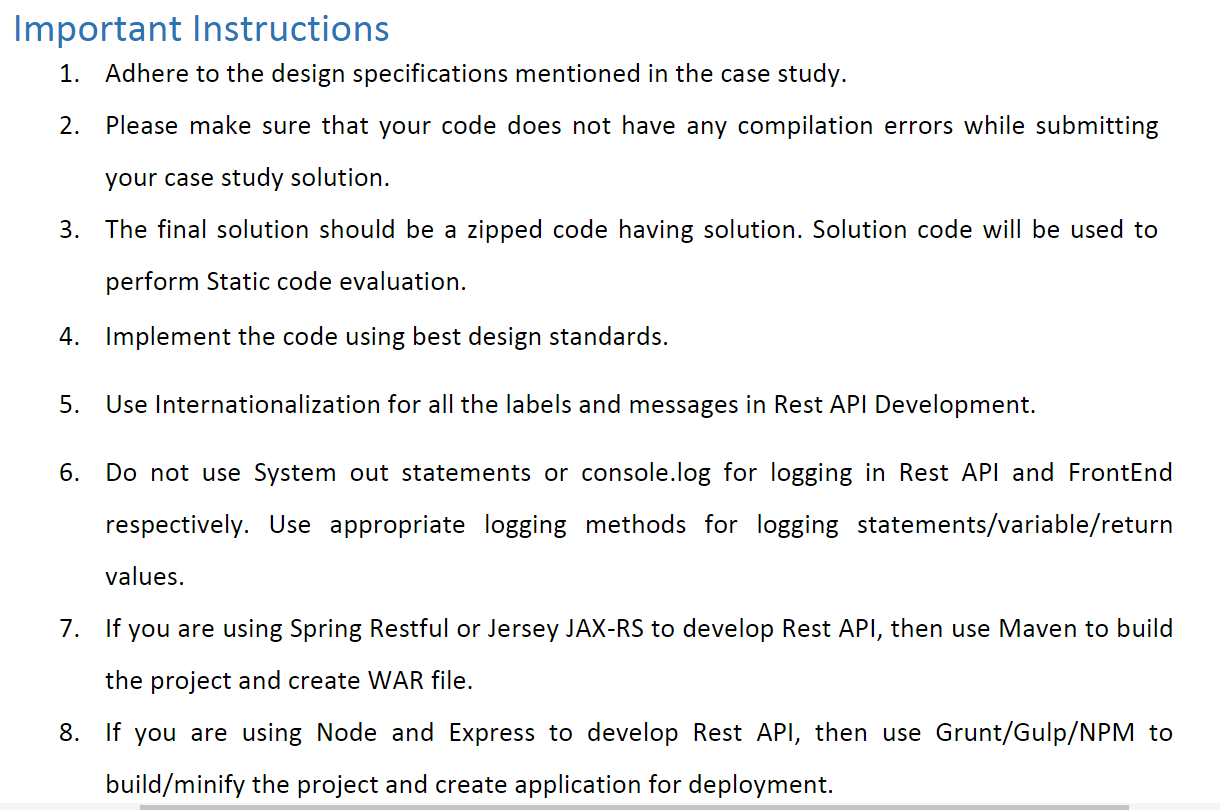 Important Instructions
1. Adhere to the design specifications mentioned in the case study.
2. Please make sure that your code does not have any compilation errors while submitting
your case study solution.
3. The final solution should be a zipped code having solution. Solution code will be used to
perform Static code evaluation.
4. Implement the code using best design standards.
5. Use Internationalization for all the labels and messages in Rest API Development.
6. Do not use System out statements or console.log for logging in Rest API and FrontEnd
respectively. Use appropriate logging methods for logging statements/variable/return
values.
7. If you are using Spring Restful or Jersey JAX-RS to develop Rest API, then use Maven to build
the project and create WAR file.
8. If you are using Node and Express to develop Rest API, then use Grunt/Gulp/NPM to
build/minify the project and create application for deployment.